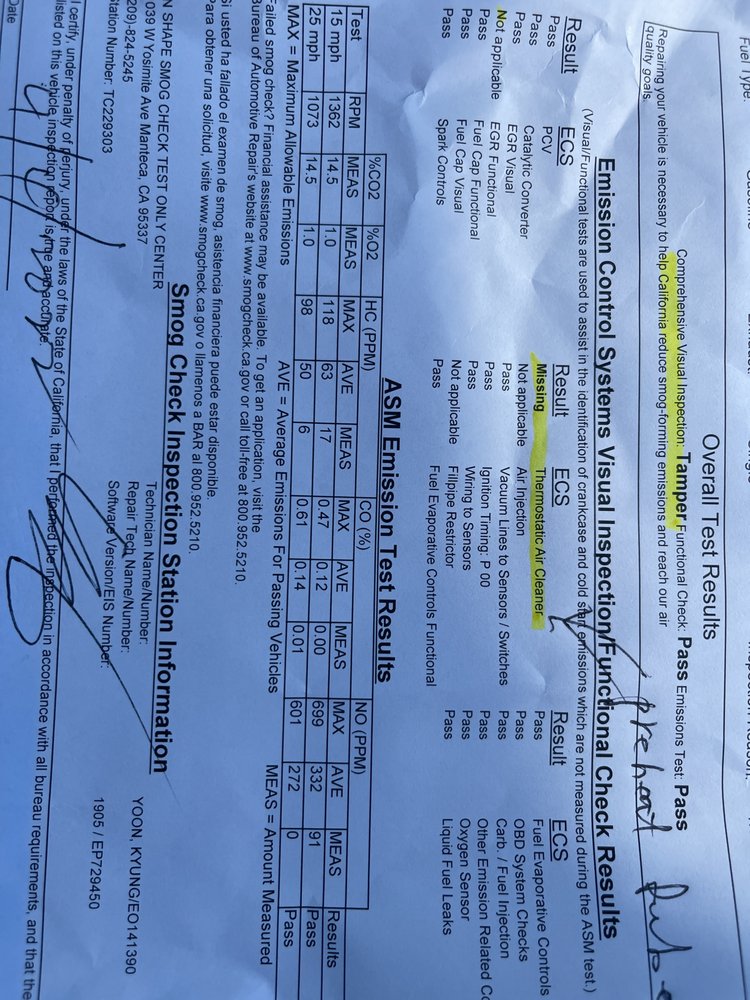 Fuel Type
Overall Test Results
Comprehensive Visual Inspection: Tamper Functional Check: Pass Emissions Test: Pass
Repairing your vehicle is necessary to help California reduce smog-forming emissions and reach our air
quality goals.
preheat tube
Emission Control Systems Visual Inspection/Functional Check Results
(Visual/Functional tests are used to assist in the identification of crankcase and cold start emissions which are not measured during the ASM test.)
Result ECS Result ECS Result ECS
Pass PCV Missing Thermostatic Air Cleaner Pass Fuel Evaporative Controls
Pass Catalytic Converter Not applicable Air Injection Pass OBD System Checks
Pass EGR Visual Pass Vacuum Lines to Sensors / Switches Pass Carb. / Fuel Injection
Not applicable EGR Functional Pass Ignition Timing: P 00 Pass Other Emission Related Co
Pass Fuel Cap Functional Pass Wiring to Sensors Pass Oxygen Sensor
Pass Fuel Cap Visual Not applicable Fillpipe Restrictor Pass Liquid Fuel Leaks
Pass Spark Controls Pass Fuel Evaporative Controls Functional
ASM Emission Test Results
%CO2 %O2 HC (PPM) CO (%) NO (PPM)
Test RPM MEAS MEAS MAX AVE MEAS MAX AVE MEAS MAX AVE MEAS Results
15 mph 1362 14.5 1.0 118 63 17 0.47 0.12 0.00 699 332 91 Pass
25 mph 1073 14.5 1.0 98 50 6 0.61 0.14 0.01 601 272 0 Pass
MAX = Maximum Allowable Emissions AVE = Average Emissions For Passing Vehicles MEAS = Amount Measured
Failed smog check? Financial assistance may be available. To get an application, visit the
Bureau of Automotive Repair's website at www.smogcheck.ca.gov or call toll-free at 800.952.5210.
Si usted ha fallado el examen de smog, asistencia financiera puede estar disponible.
Para obtener una solicitud, visite www.smogcheck.ca.gov o llamenos a BAR al 800.952.5210.
Smog Check Inspection Station Information
N SHAPE SMOG CHECK TEST ONLY CENTER
039 W Yosimite Ave Manteca, CA 95337
209)-824-5245
Station Number: TC229303
Technician Name/Number: YOON, KYUNG/EO141390
Repair Tech Name/Number:
Software Version/EIS Number: 1905 / EP729450
I certify, under penalty of perjury, under the laws of the State of California, that I performed the inspection in accordance with all bureau requirements, and that the
listed on this vehicle inspection report is true and accurate.
Date